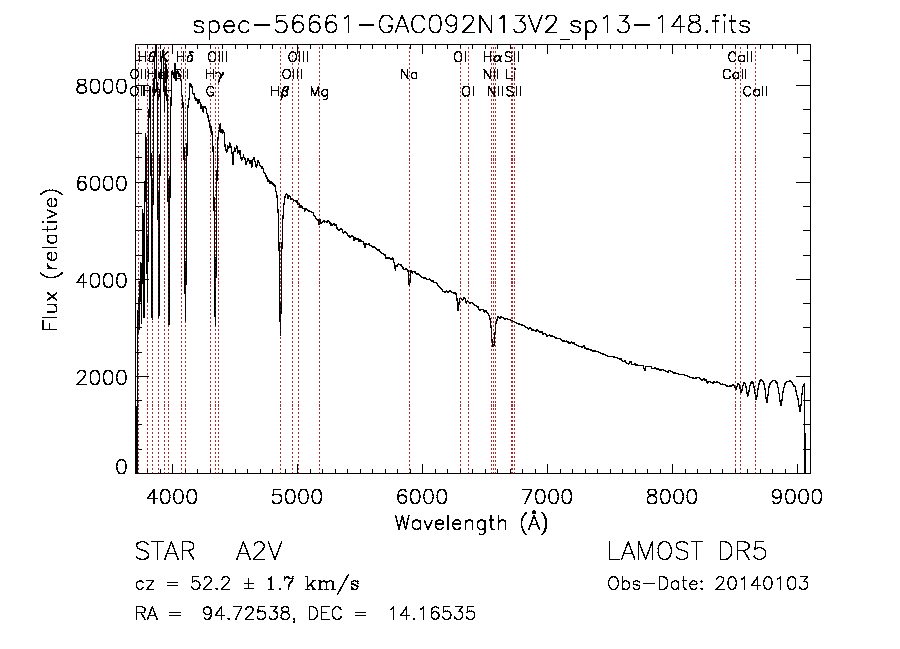 spec-56661-GAC092N13V2_sp13-148.fits
Hδ K Hδ OIII OIII OI Hα SII CaII
OII Hγ OIII Na NII Li CaII
G Hβ Mg OI NII SII CaII
8000
6000
4000
2000
0
Flux (relative)
4000 5000 6000 7000 8000 9000
Wavelength (Å)
STAR A2V
LAMOST DR5
cz = 52.2 ± 1.7 km/s
Obs-Date: 20140103
RA = 94.72538, DEC = 14.16535